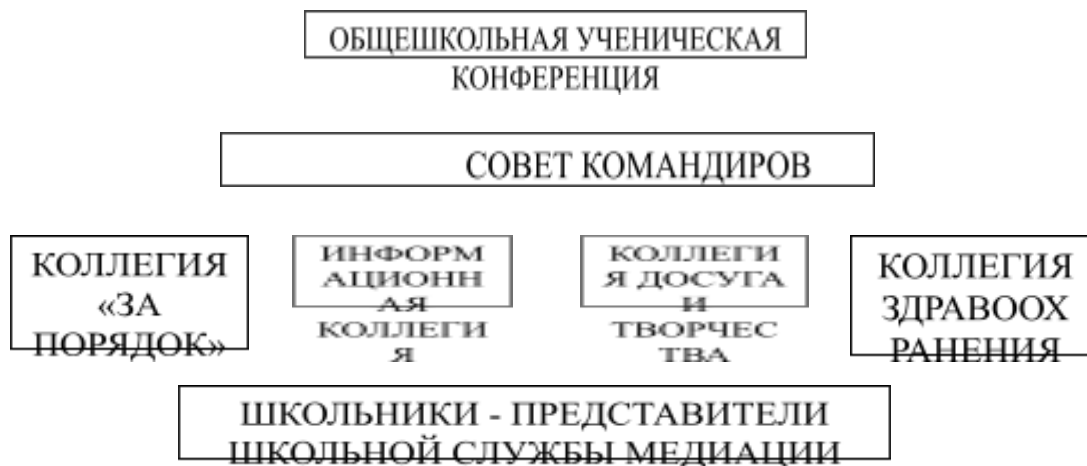 ОБЩЕШКОЛЬНАЯ УЧЕНИЧЕСКАЯ
КОНФЕРЕНЦИЯ
СОВЕТ КОМАНДИРОВ
КОЛЛЕГИЯ
«ЗА
ПОРЯДОК»
ИНФОРМ
АЦИОНН
АЯ
КОЛЛЕГИ
Я
КОЛЛЕГИ
Я ДОСУГА
И
ТВОРЧЕС
ТВА
КОЛЛЕГИЯ
ЗДРАВООХ
РАНЕНИЯ
ШКОЛЬНИКИ - ПРЕДСТАВИТЕЛИ
ШКОЛЬНОЙ СЛУЖБЫ МЕДИАЦИИ